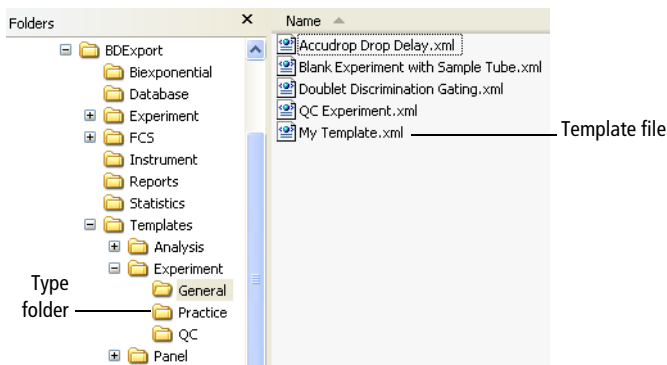 Folders
×
BDExport
Biexponential
Database
Experiment
FCS
Instrument
Reports
Statistics
Templates
Analysis
Experiment
General
Practice
QC
Panel
Type
folder
Name
Accudrop Drop Delay.xml
Blank Experiment with Sample Tube.xml
Doublet Discrimination Gating.xml
QC Experiment.xml
My Template.xml
Template file